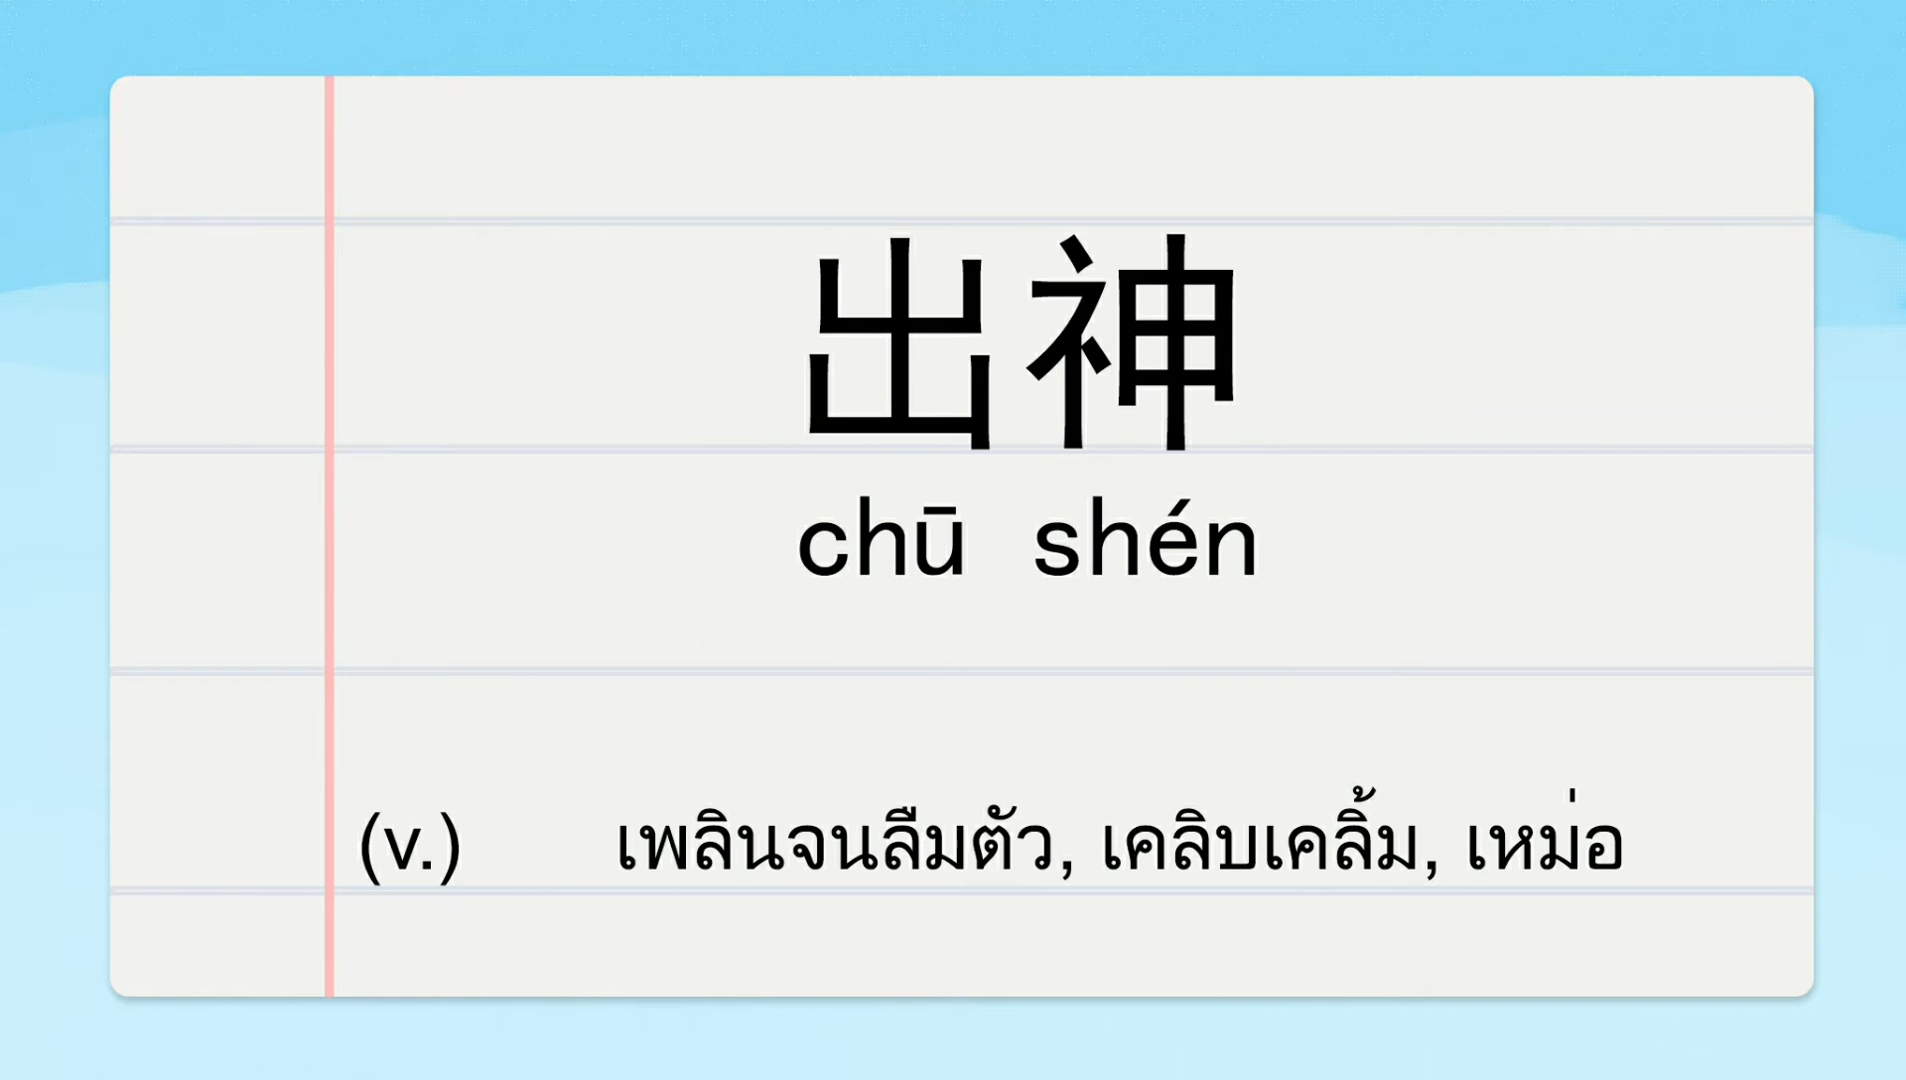 出神
chū shén
(v.) เพลินจนลืมตัว, เคลิบเคลิ้ม, เหม่อ